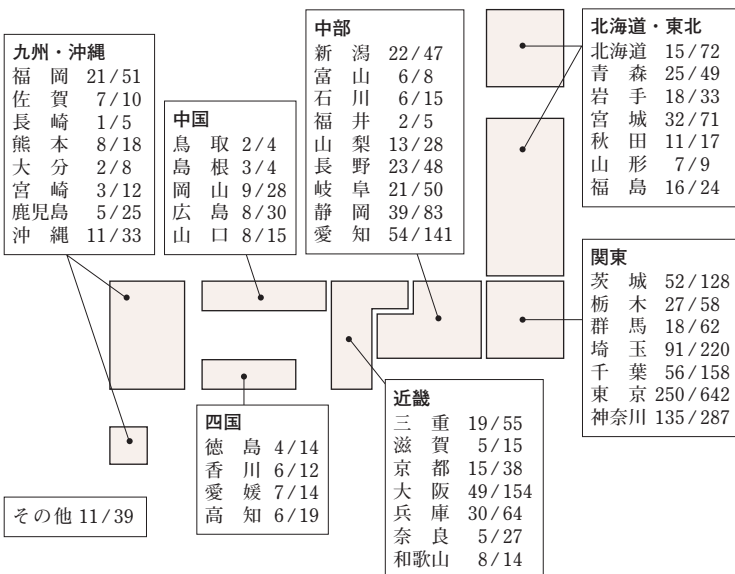 九州・沖縄
福岡 21/51
佐賀 7/10
長崎 1/5
熊本 8/18
大分 2/8
宮崎 3/12
鹿児島 5/25
沖縄 11/33
中国
鳥取 2/4
島根 3/4
岡山 9/28
広島 8/30
山口 8/15
中部
新潟 22/47
富山 6/8
石川 6/15
福井 2/5
山梨 13/28
長野 23/48
岐阜 21/50
静岡 39/83
愛知 54/141
北海道・東北
北海道 15/72
青森 25/49
岩手 18/33
宮城 32/71
秋田 11/17
山形 7/9
福島 16/24
関東
茨城 52/128
栃木 27/58
群馬 18/62
埼玉 91/220
千葉 56/158
東京 250/642
神奈川 135/287
四国
徳島 4/14
香川 6/12
愛媛 7/14
高知 6/19
近畿
三重 19/55
滋賀 5/15
京都 15/38
大阪 49/154
兵庫 30/64
奈良 5/27
和歌山 8/14
その他 11/39